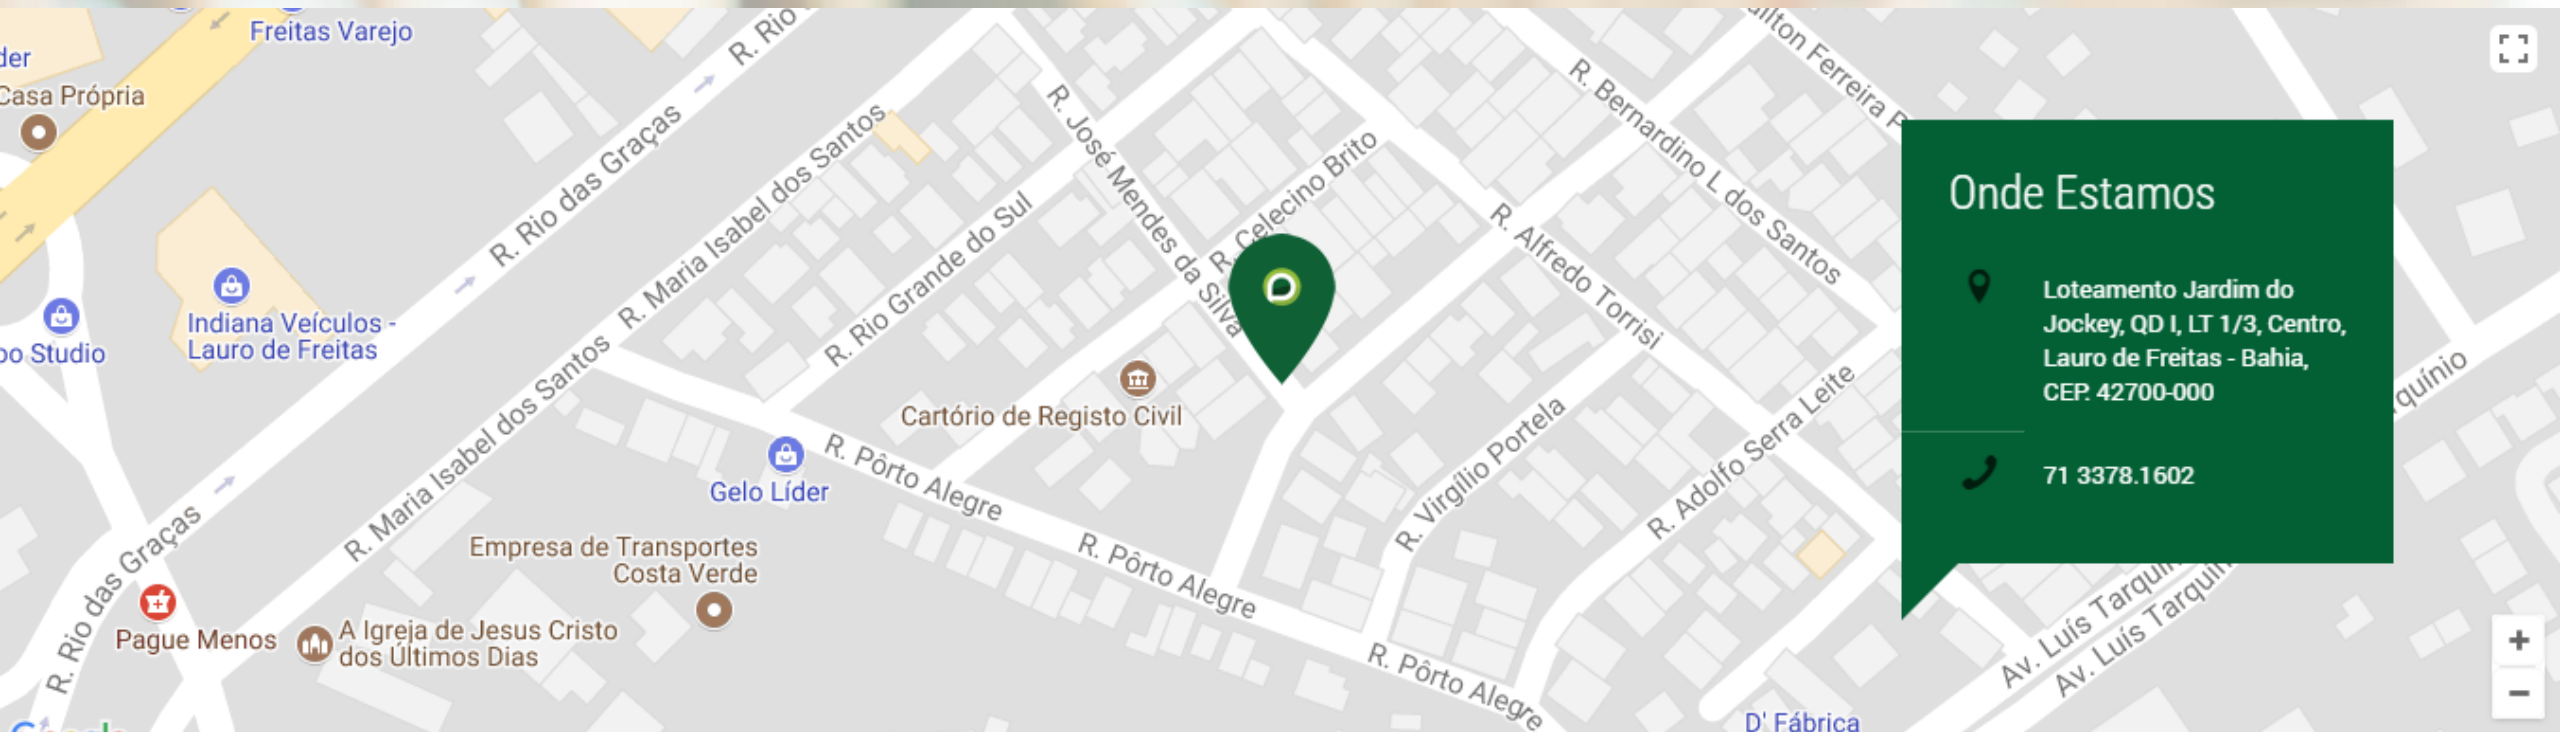 Freitas Varejo
der
Casa Própria
R. Rio
R. Rio das Graças
R. Maria Isabel dos Santos
R. José Mendes da Silva
R. Celecino Brito
R. Rio Grande do Sul
R. Bernardino L dos Santos
Ferreira
R. Alfredo Torrisi
Indiana Veículos -
Lauro de Freitas
Studio
R. Maria Isabel dos Santos
Cartório de Registo Civil
Gelo Líder
R. Pôrto Alegre
R. Virgílio Portela
R. Adolfo Serra Leite
Onde Estamos
Loteamento Jardim do
Jockey, QD I, LT 1/3, Centro,
Lauro de Freitas - Bahia,
CEP. 42700-000
71 3378.1602
Empresa de Transportes
Costa Verde
R. Pôrto Alegre
R. Rio das Graças
Pague Menos
A Igreja de Jesus Cristo
dos Últimos Dias
R. Pôrto Alegre
Av. Luís Tarquín
Av. Luís Tarquín
rquínio
D' Fábrica
+
−